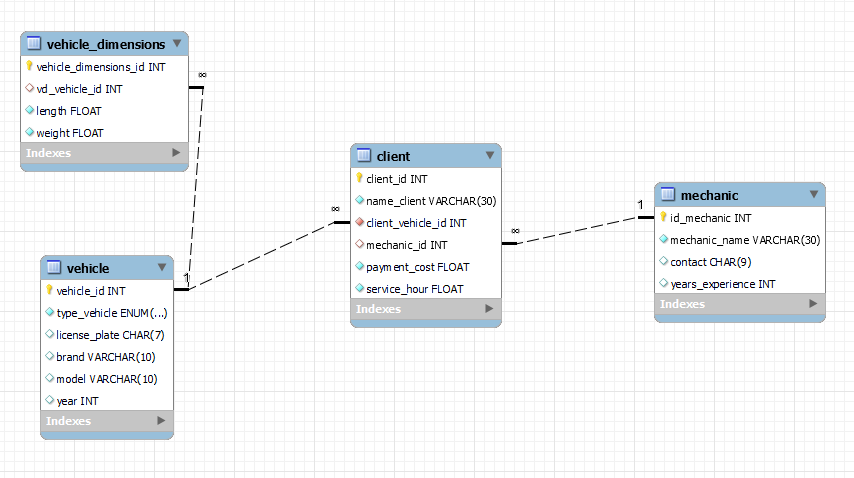 vehicle_dimensions
vehicle_dimensions_id INT
vd_vehicle_id INT
length FLOAT
weight FLOAT
Indexes
∞
vehicle
vehicle_id INT
type_vehicle ENUM(...)
license_plate CHAR(7)
brand VARCHAR(10)
model VARCHAR(10)
year INT
Indexes
1
∞
client
client_id INT
name_client VARCHAR(30)
client_vehicle_id INT
mechanic_id INT
payment_cost FLOAT
service_hour FLOAT
Indexes
∞
1
mechanic
id_mechanic INT
mechanic_name VARCHAR(30)
contact CHAR(9)
years_experience INT
Indexes